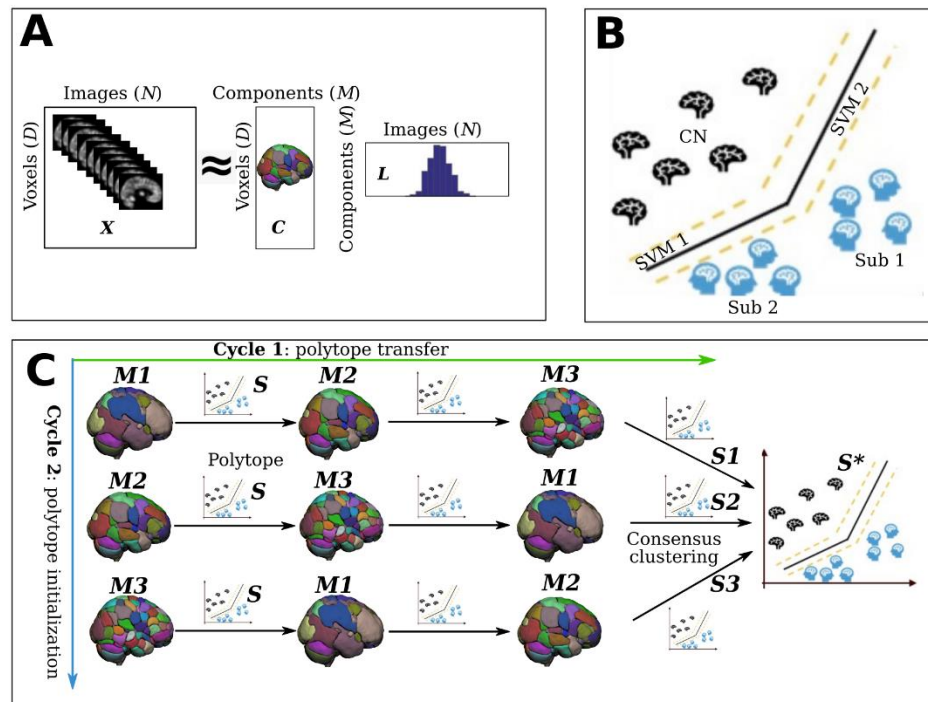 A
Images (N)
Voxels (D)
X
≈
Components (M)
Voxels (D)
C
Components (M)
Images (N)
L
B
CN
SVM 1
SVM 2
Sub 1
Sub 2
C
Cycle 1: polytope transfer
Cycle 2: polytope initialization
M1
S
M2
M3
Polytope
M2
S
M3
M1
M3
S
M1
M2
S1
S2
Consensus
clustering
S3
S*